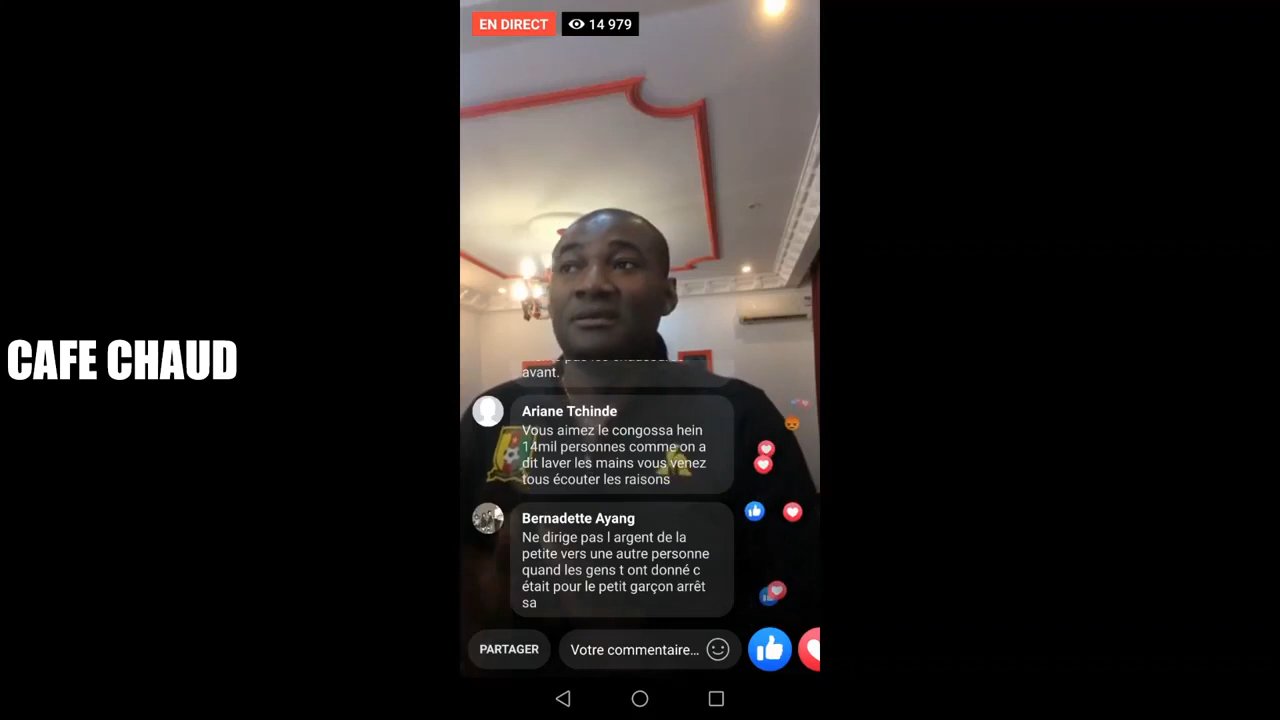 EN DIRECT 14 979
CAFE CHAUD
avant.
Ariane Tchinde
Vous aimez le congossa hein
14mil personnes comme on a
dit laver les mains vous venez
tous écouter les raisons
Bernadette Ayang
Ne dirige pas l argent de la
petite vers une autre personne
quand les gens t ont donné c
était pour le petit garçon arrêt
sa
PARTAGER Votre commentaire...